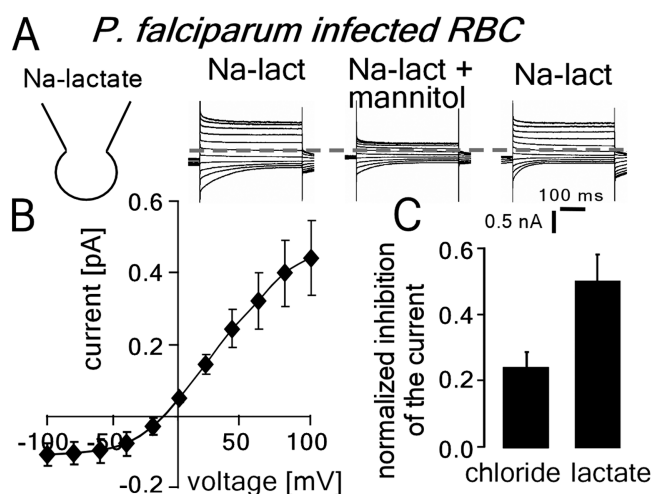 A P. falciparum infected RBC
Na-lactate
Na-lact
Na-lact +
mannitol
Na-lact
100 ms
0.5 nA
B
current [pA]
0.6
0.4
0.2
-0.2
-100
-50
50
100
voltage [mV]
C
normalized inhibition
of the current
0.6
0.4
0.2
0.0
chloride
lactate